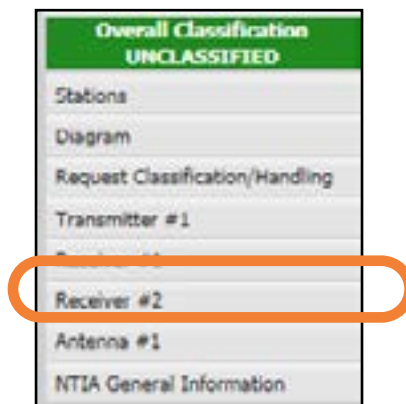 Overall Classification
UNCLASSIFIED
Stations
Diagram
Request Classification/Handling
Transmitter #1
Receiver #2
Antenna #1
NTIA General Information